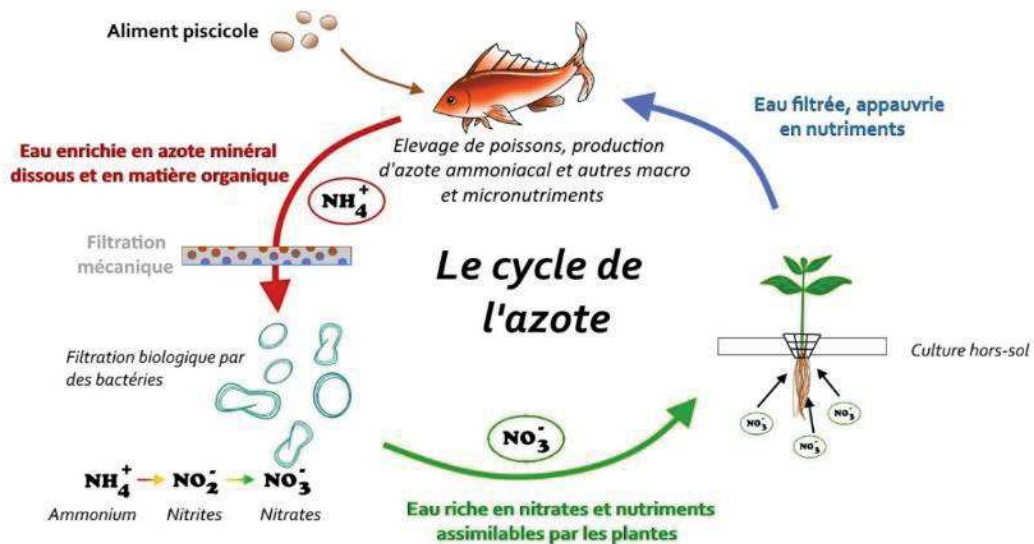 Aliment piscicole
Eau filtrée, appauvrie
en nutriments
Elevage de poissons, production
d'azote ammoniacal et autres macro
et micronutriments
Eau enrichie en azote minéral
dissous et en matière organique
NH₄⁺
Filtration
mécanique
Le cycle de
l'azote
Filtration biologique par
des bactéries
Culture hors-sol
NO₃⁻
NO₃⁻
NO₃⁻
NO₃⁻
NH₄⁺ → NO₂⁻ → NO₃⁻
Ammonium Nitrites Nitrates
Eau riche en nitrates et nutriments
assimilables par les plantes